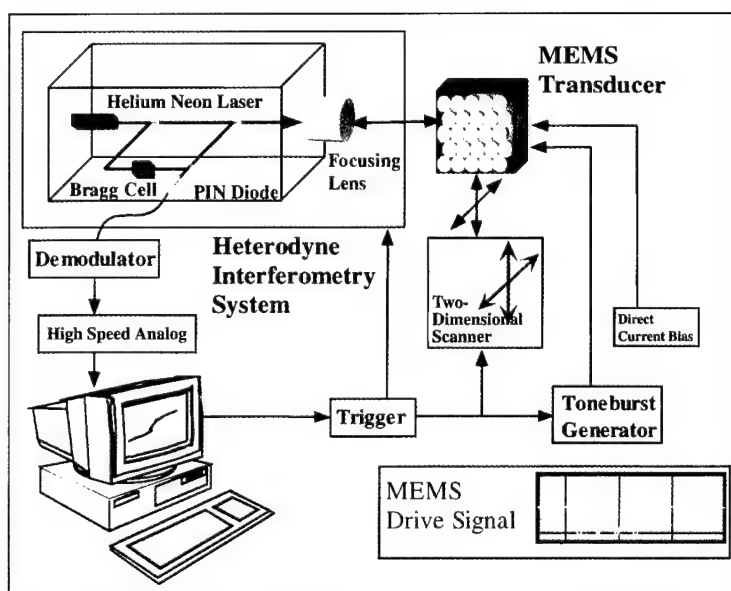 MEMS
Transducer
Helium Neon Laser
Focusing
Lens
Bragg Cell
PIN Diode
Heterodyne
Interferometry
System
Demodulator
High Speed Analog
Two-
Dimensional
Scanner
Direct
Current Bias
Trigger
Toneburst
Generator
MEMS
Drive Signal